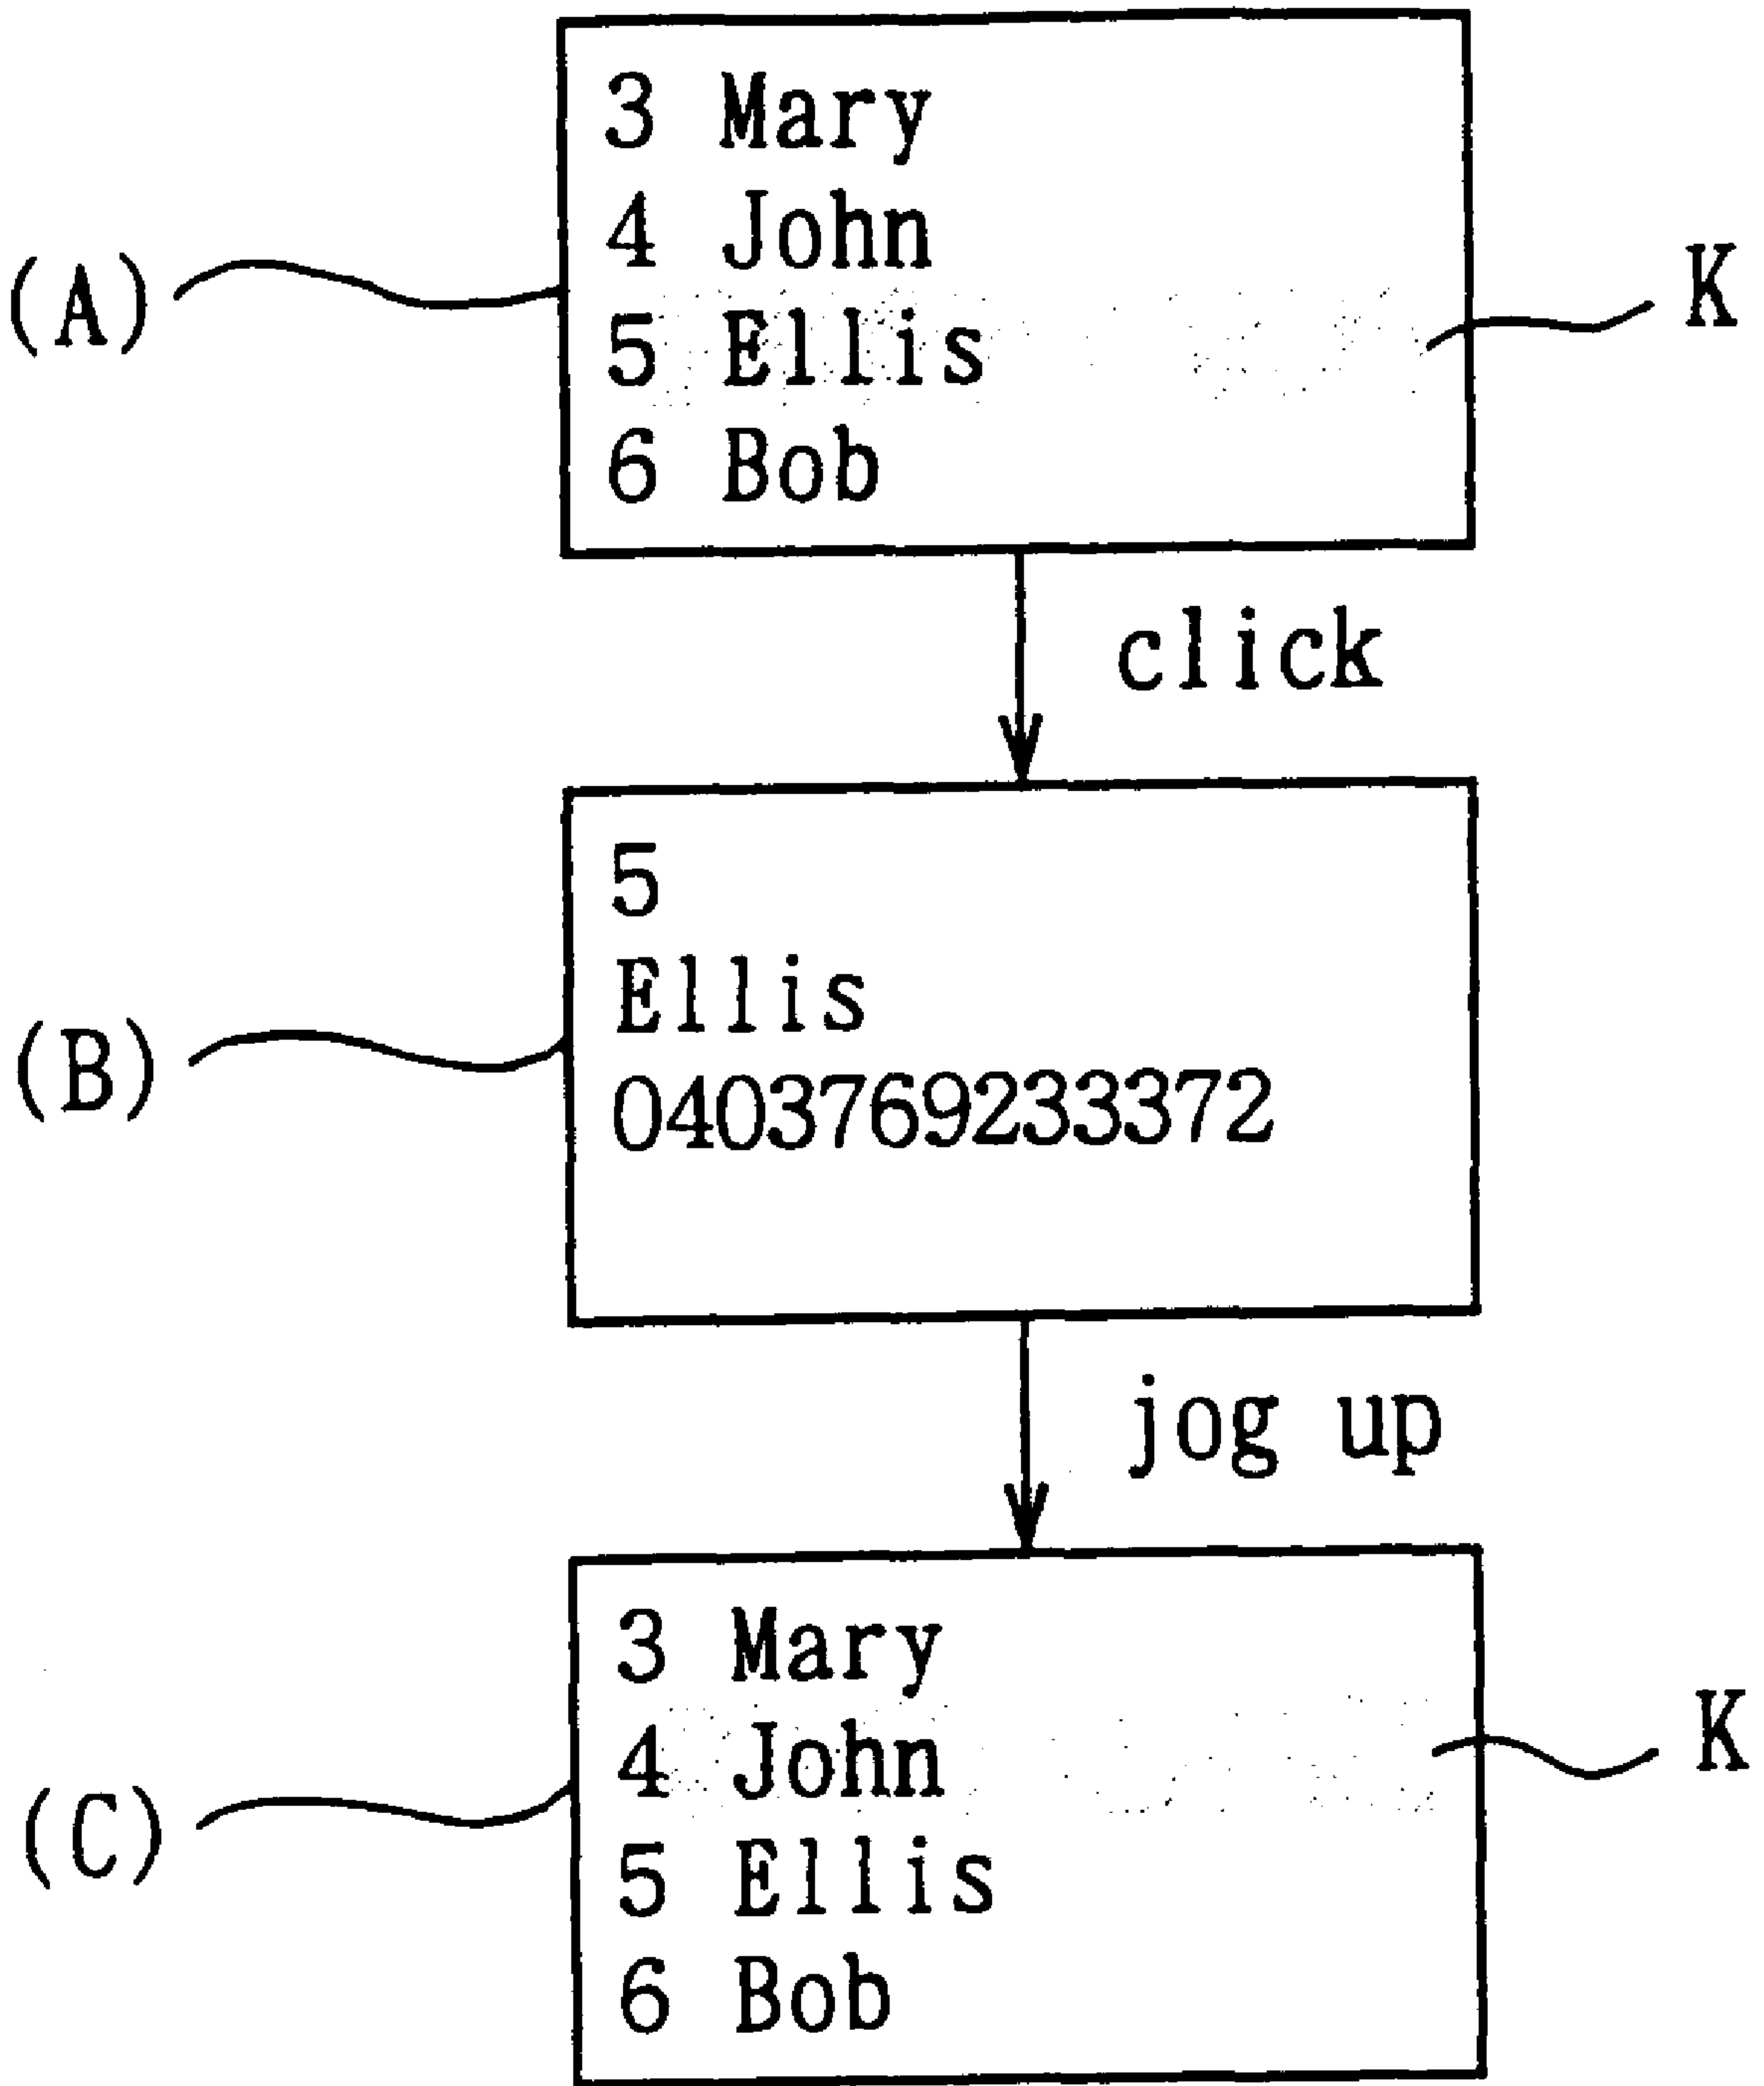 3 Mary
4 John
(A)
K
5 Ellis
6 Bob
click
5
Ellis
(B)
0403769233372
jog up
3 Mary
4 John
K
(C)
5 Ellis
6 Bob